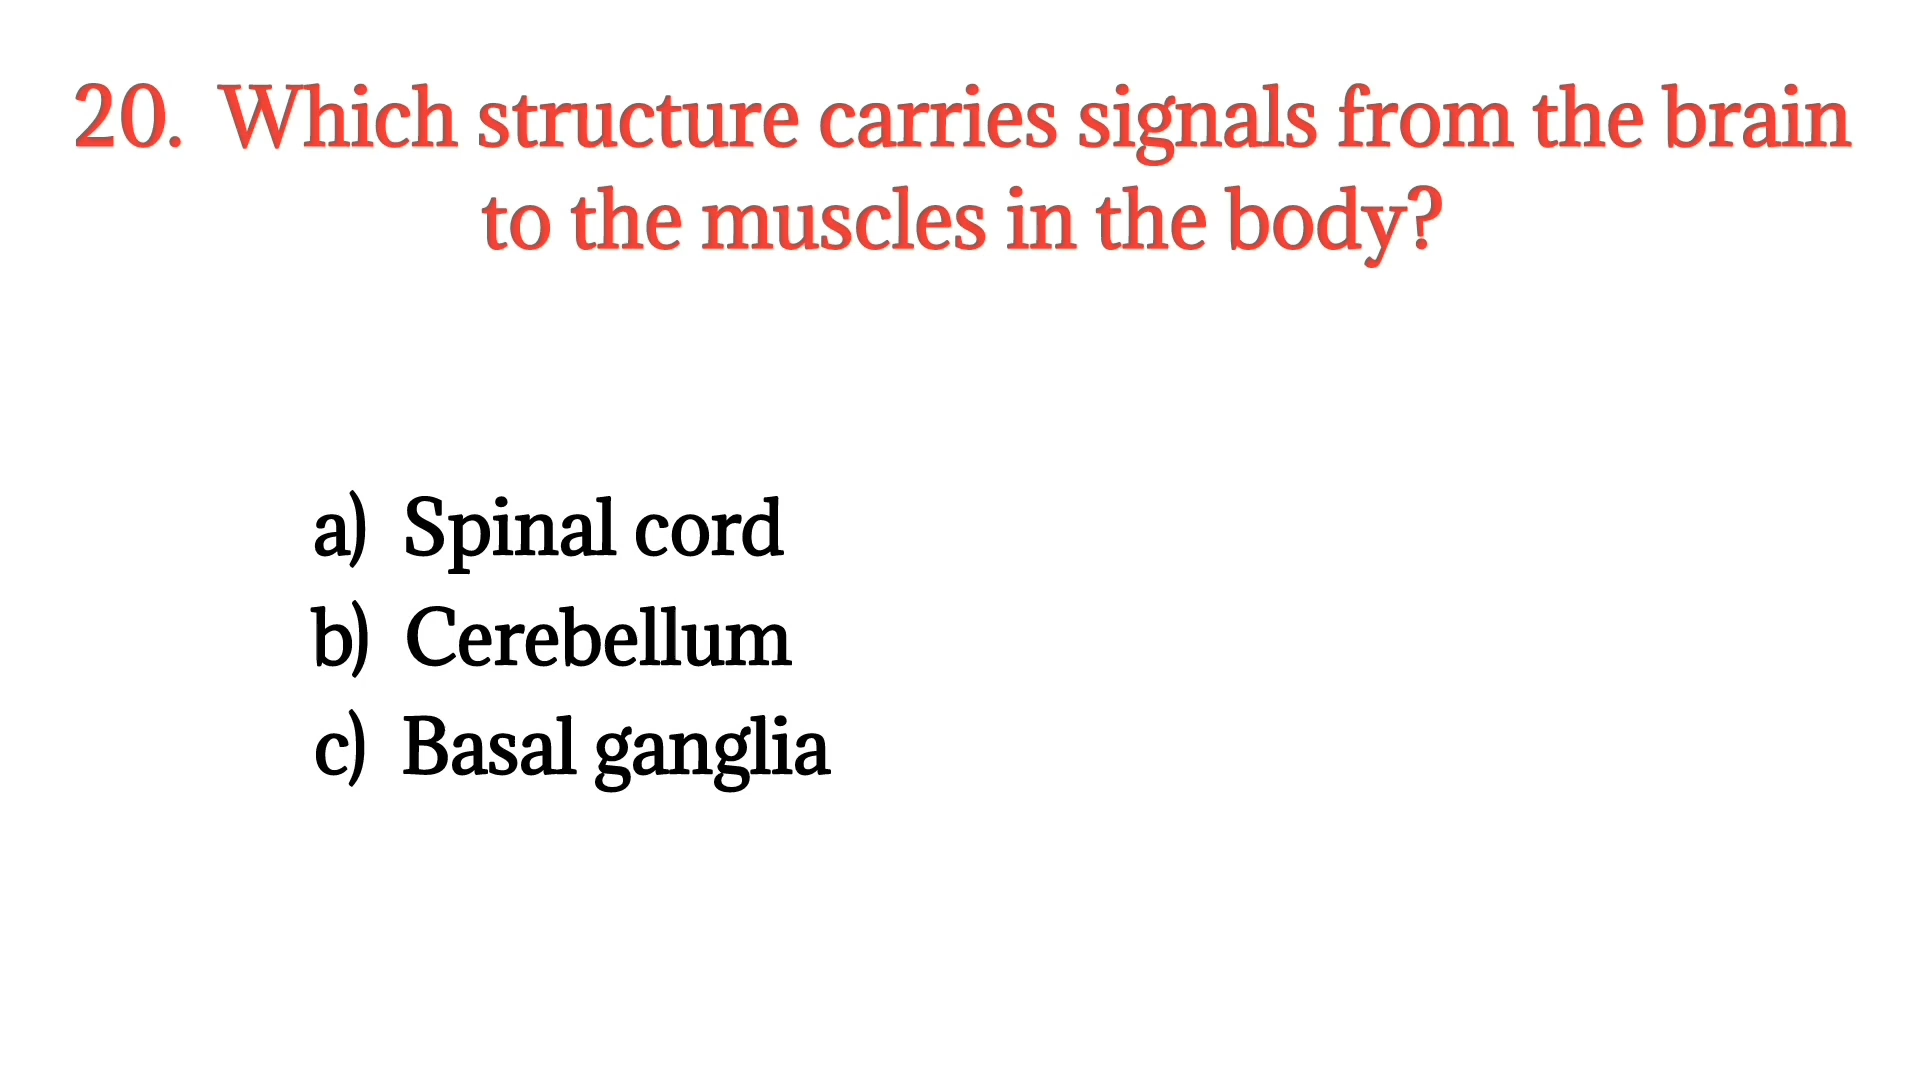 20. Which structure carries signals from the brain
to the muscles in the body?
a) Spinal cord
b) Cerebellum
c) Basal ganglia